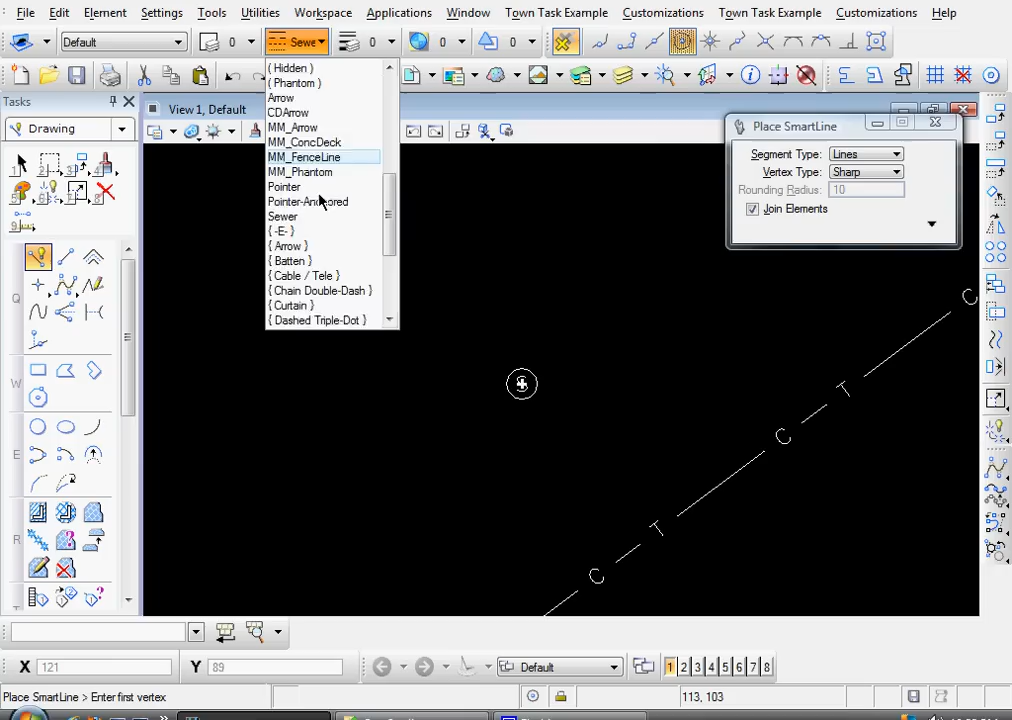 File Edit Element Settings Tools Utilities Workspace Applications Window Town Task Example Customizations Town Task Example Customizations Help
Default 0 Sewe 0 0 0
Tasks
Drawing
View 1, Default
( Hidden )
( Phantom )
Arrow
CDArrow
MM_Arrow
MM_ConcDeck
MM_FenceLine
MM_Phantom
Pointer
Pointer-Anchored
Sewer
{ -E- }
{ Arrow }
{ Batten }
{ Cable / Tele }
{ Chain Double-Dash }
{ Curtain }
{ Dashed Triple-Dot }
Place SmartLine
Segment Type: Lines
Vertex Type: Sharp
Rounding Radius: 10
Join Elements
Q
W
E
R
T
S
C
T
C
T
C
X 121 Y 89
Default
1 2 3 4 5 6 7 8
Place SmartLine > Enter first vertex
113, 103